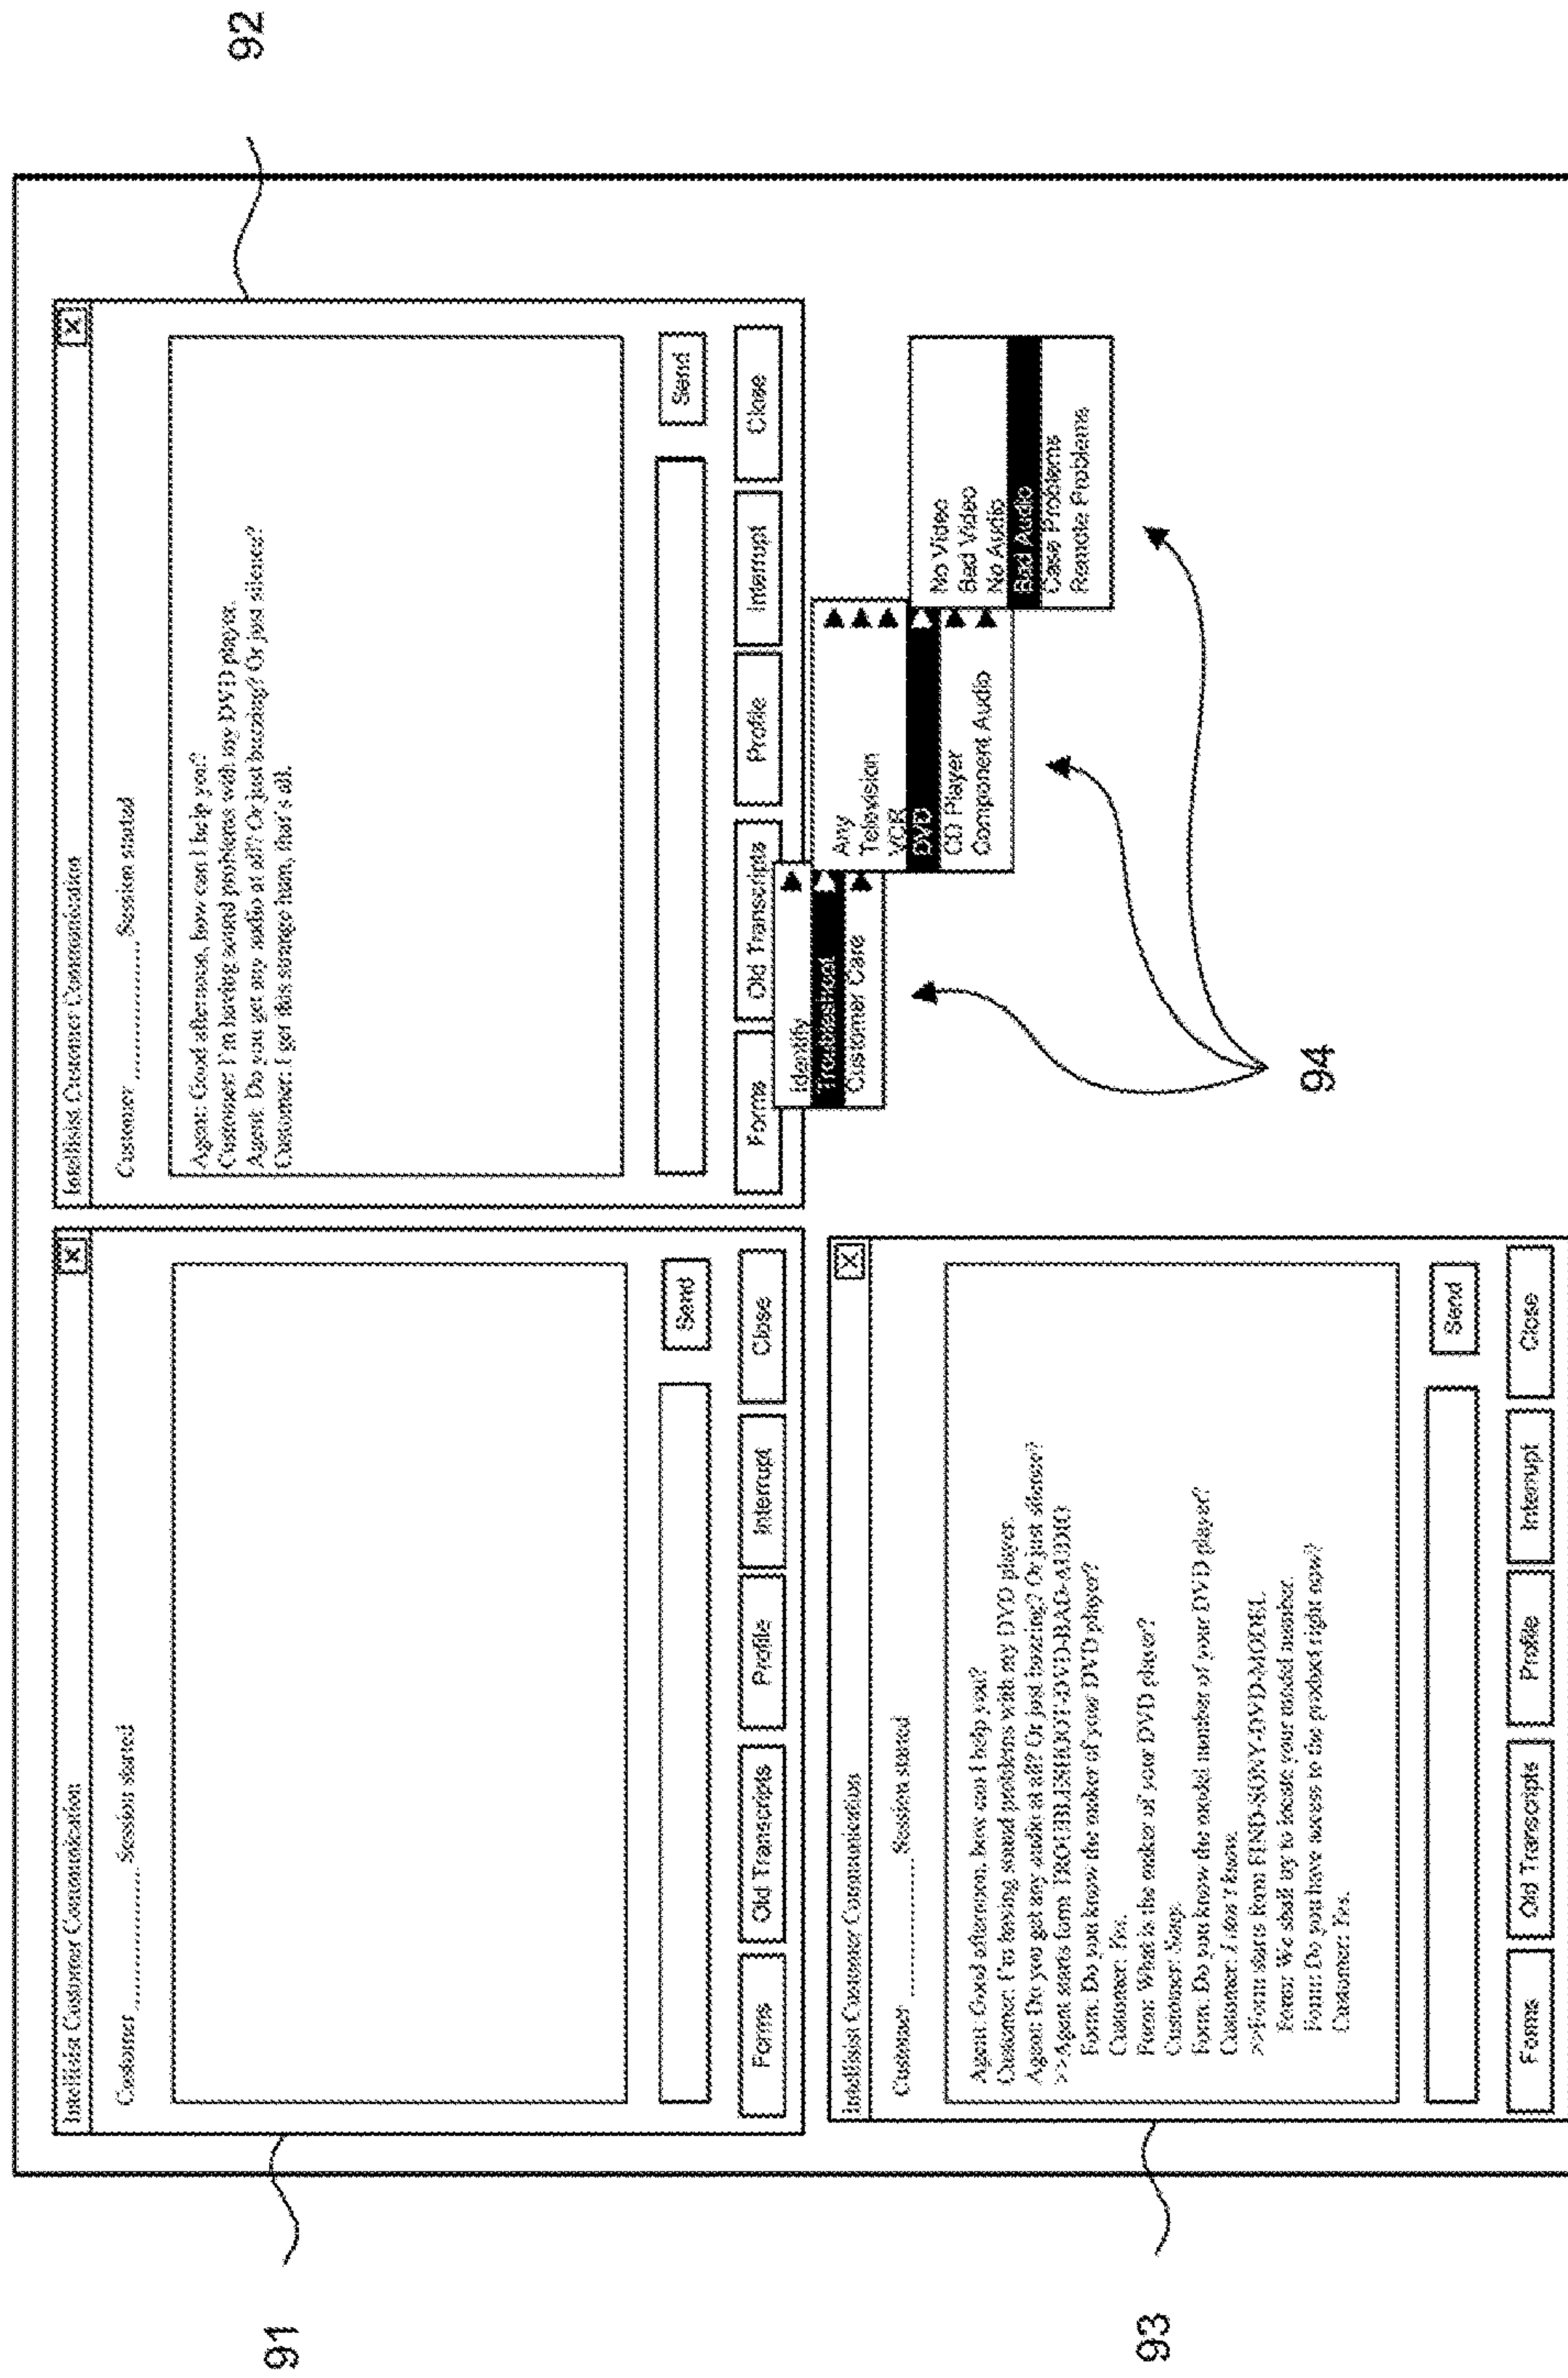 91
Intellisist Customer Communication
X
Customer ................... Session started
Send
Forms
Old Transcripts
Profile
Interrupt
Close
92
Intellisist Customer Communication
X
Customer ................... Session started
Agent: Good afternoon, how can I help you?
Customer: I'm having sound problems with my DVD player.
Agent: Do you get any audio at all? Or just buzzing? Or just silence?
Customer: I get this strange hum, that's all.
Send
Forms
Old Transcripts
Profile
Interrupt
Close
Identify
Troubleshoot
Customer Care
Any
Television
VCR
DVD
CD Player
Component Audio
No Video
Bad Video
No Audio
Bad Audio
Case Problems
Remote Problems
94
93
Intellisist Customer Communication
X
Customer ................... Session started
Agent: Good afternoon, how can I help you?
Customer: I'm having sound problems with my DVD player.
Agent: Do you get any audio at all? Or just buzzing? Or just silence?
>>Agent starts form TROUBLESHOOT-DVD-BAD-AUDIO
Form: Do you know the maker of your DVD player?
Customer: Yes.
Form: What is the maker of your DVD player?
Customer: Sony.
Form: Do you know the model number of your DVD player?
Customer: I don't know.
>>Form starts form FIND-SONY-DVD-MODEL.
Form: We shall try to locate your model number.
Form: Do you have access to the product right now?
Customer: Yes.
Send
Forms
Old Transcripts
Profile
Interrupt
Close